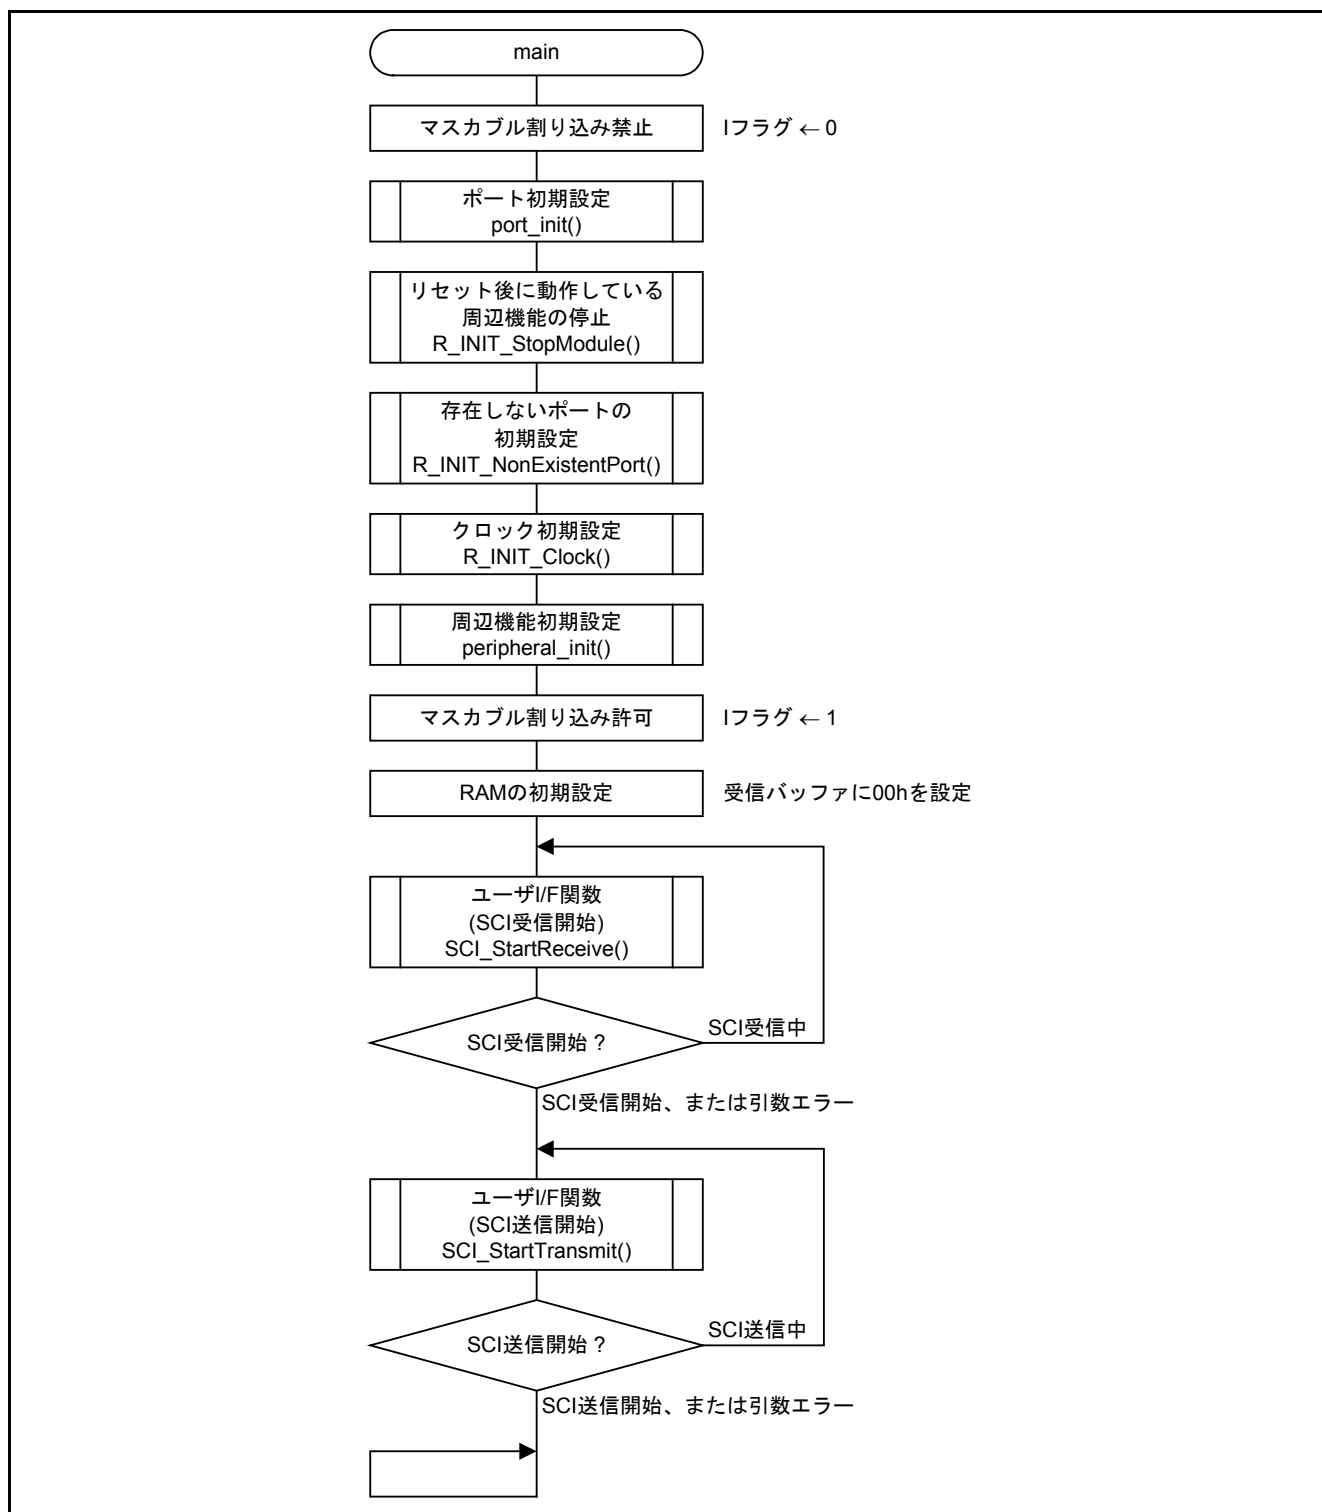 main
マスカブル割り込み禁止
Iフラグ ← 0
ポート初期設定
port_init()
リセット後に動作している
周辺機能の停止
R_INIT_StopModule()
存在しないポートの
初期設定
R_INIT_NonExistentPort()
クロック初期設定
R_INIT_Clock()
周辺機能初期設定
peripheral_init()
マスカブル割り込み許可
Iフラグ ← 1
RAMの初期設定
受信バッファに00hを設定
ユーザI/F関数
(SCI受信開始)
SCI_StartReceive()
SCI受信開始 ?
SCI受信中
SCI受信開始、または引数エラー
ユーザI/F関数
(SCI送信開始)
SCI_StartTransmit()
SCI送信開始 ?
SCI送信中
SCI送信開始、または引数エラー